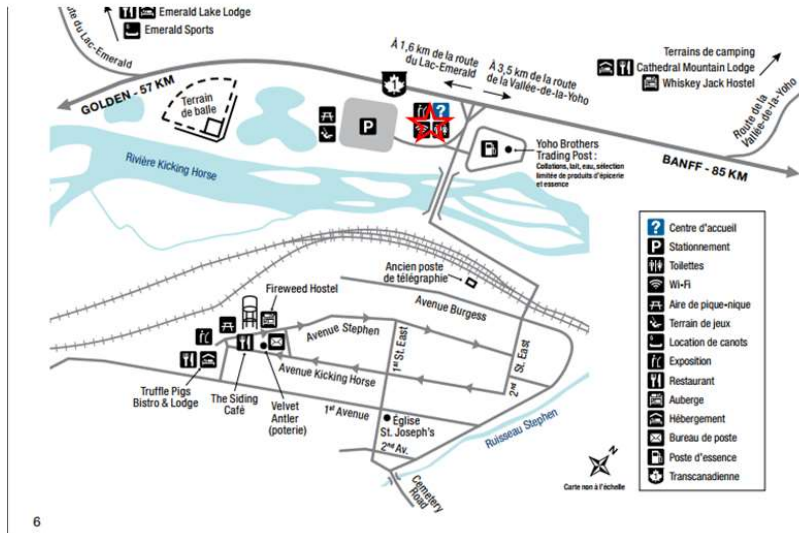 Emerald Lake Lodge
Emerald Sports
Route du Lac-Emerald
GOLDEN - 57 KM
Terrain
de balle
À 1,6 km de la route
du Lac-Emerald
À 3,5 km de la route
de la Vallée-de-la-Yoho
1
P
?
Terrains de camping
Cathedral Mountain Lodge
Whiskey Jack Hostel
Route de la
Vallée-de-la-Yoho
BANFF - 85 KM
Yoho Brothers
Trading Post :
Collations, lait, eau, sélection
limitée de produits d'épicerie
et essence
Rivière Kicking Horse
Ancien poste
de télégraphie
Fireweed Hostel
Avenue Burgess
Avenue Stephen
1st St. East
2nd St. East
Avenue Kicking Horse
Truffle Pigs
Bistro & Lodge
The Siding
Café
Velvet
Antler
(poterie)
1st Avenue
Église
St. Joseph's
2nd Av.
Ruisseau Stephen
Cemetery
Road
N
Carte non à l'échelle
? Centre d'accueil
P Stationnement
Toilettes
Wi-Fi
Aire de pique-nique
Terrain de jeux
Location de canots
Exposition
Restaurant
Auberge
Hébergement
Bureau de poste
Poste d'essence
1 Transcanadienne
6